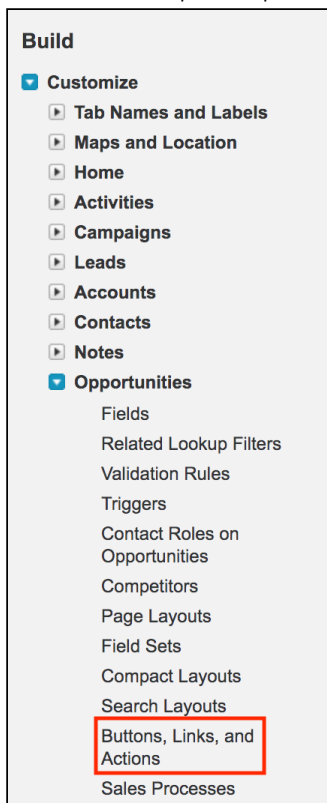 Build
Customize
Tab Names and Labels
Maps and Location
Home
Activities
Campaigns
Leads
Accounts
Contacts
Notes
Opportunities
Fields
Related Lookup Filters
Validation Rules
Triggers
Contact Roles on
Opportunities
Competitors
Page Layouts
Field Sets
Compact Layouts
Search Layouts
Buttons, Links, and
Actions
Sales Processes